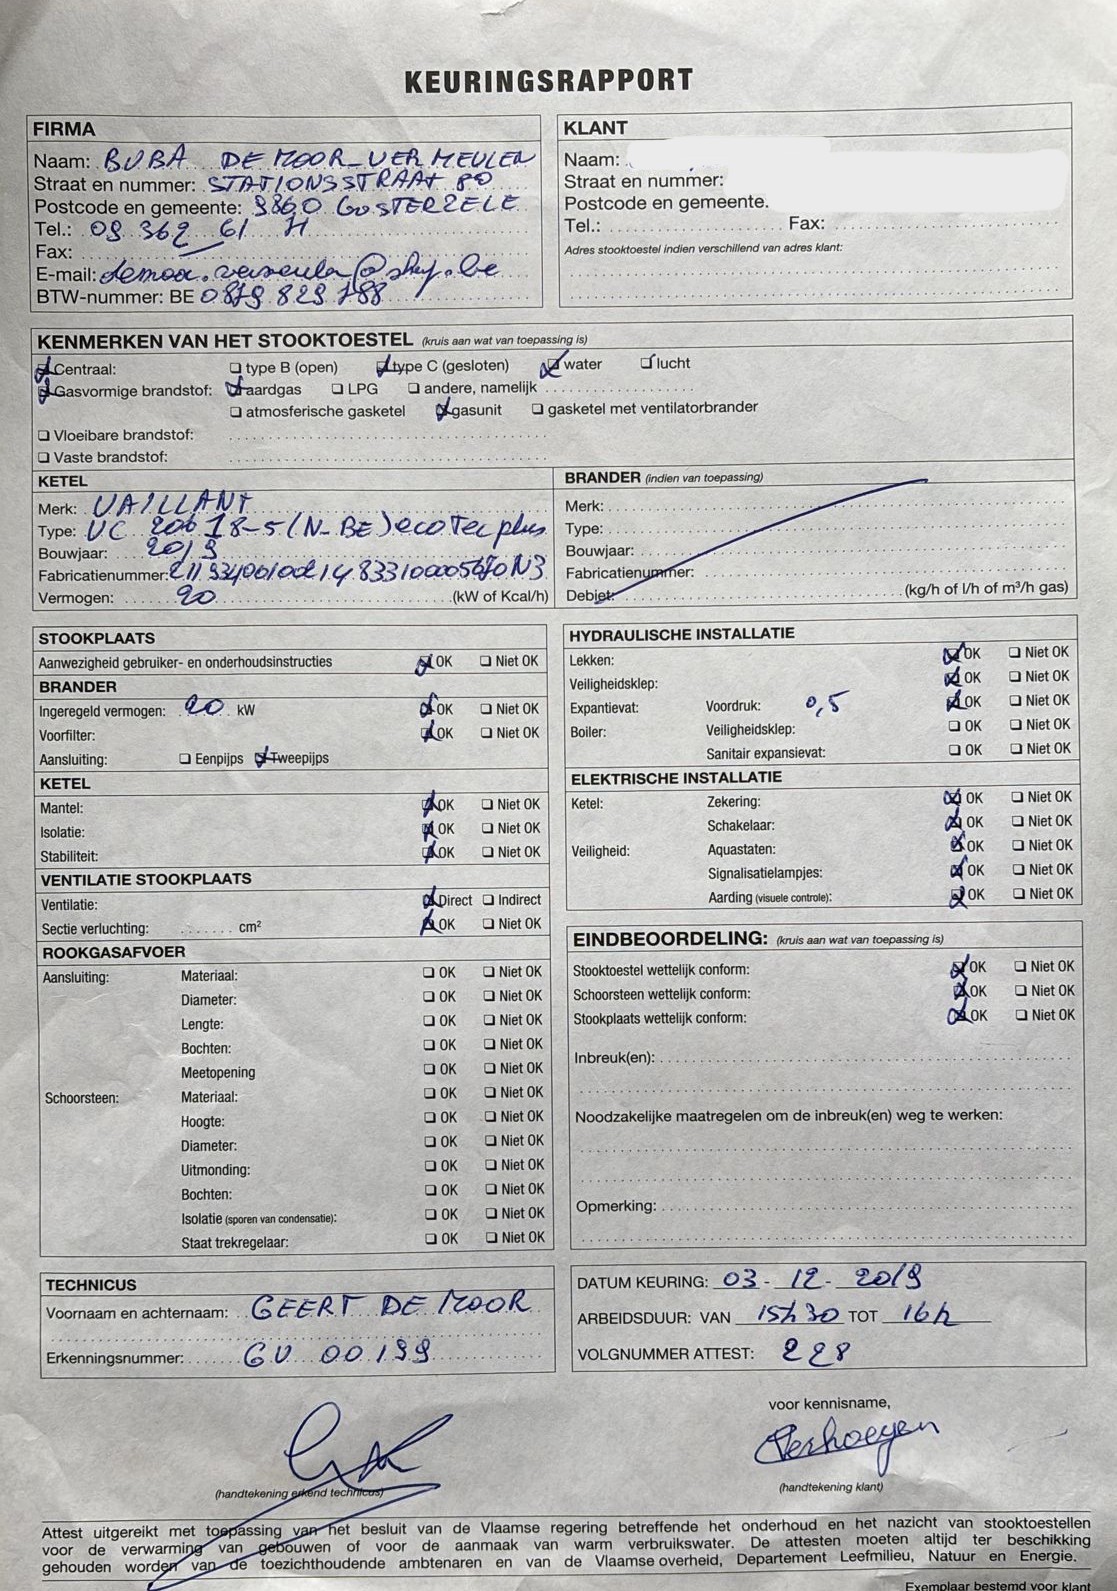 KEURINGSRAPPORT
FIRMA
Naam: BVBA DE MOOR-VERMEULEN
Straat en nummer: STATIONSSTRAAT 80
Postcode en gemeente: 9860 OOSTERZELE
Tel.: 09 362 61 71
Fax:
E-mail:
BTW-nummer: BE 0879 829 788
KLANT
Naam:
Straat en nummer:
Postcode en gemeente.
Tel.: Fax:
Adres stooktoestel indien verschillend van adres klant:
KENMERKEN VAN HET STOOKTOESTEL (kruis aan wat van toepassing is)
Centraal: type B (open) type C (gesloten) water lucht
Gasvormige brandstof: aardgas LPG andere, namelijk
atmosferische gasketel gasunit gasketel met ventilatorbrander
Vloeibare brandstof:
Vaste brandstof:
KETEL
Merk: VAILLANT
Type: VC 206 18-5 (N-BE) ecoTec plus
Bouwjaar: 2019
Fabricatienummer:
Vermogen: 20 (kW of Kcal/h)
BRANDER (indien van toepassing)
Merk:
Type:
Bouwjaar:
Fabricatienummer:
Debiet: (kg/h of l/h of m³/h gas)
STOOKPLAATS
Aanwezigheid gebruiker- en onderhoudsinstructies OK Niet OK
BRANDER
Ingeregeld vermogen: 20 kW OK Niet OK
Voorfilter: OK Niet OK
Aansluiting: Eenpijps Tweepijps
KETEL
Mantel: OK Niet OK
Isolatie: OK Niet OK
Stabiliteit: OK Niet OK
VENTILATIE STOOKPLAATS
Ventilatie: Direct Indirect
Sectie verluchting: cm² OK Niet OK
ROOKGASAFVOER
Aansluiting: Materiaal: OK Niet OK
Diameter: OK Niet OK
Lengte: OK Niet OK
Bochten: OK Niet OK
Meetopening OK Niet OK
Schoorsteen: Materiaal: OK Niet OK
Hoogte: OK Niet OK
Diameter: OK Niet OK
Uitmonding: OK Niet OK
Bochten: OK Niet OK
Isolatie (sporen van condensatie): OK Niet OK
Staat trekregelaar: OK Niet OK
HYDRAULISCHE INSTALLATIE
Lekken: OK Niet OK
Veiligheidsklep: OK Niet OK
Expantievat: Voordruk: 0,5 OK Niet OK
Boiler: Veiligheidsklep: OK Niet OK
Sanitair expansievat: OK Niet OK
ELEKTRISCHE INSTALLATIE
Ketel: Zekering: OK Niet OK
Schakelaar: OK Niet OK
Veiligheid: Aquastaten: OK Niet OK
Signalisatielampjes: OK Niet OK
Aarding (visuele controle): OK Niet OK
EINDBEOORDELING: (kruis aan wat van toepassing is)
Stooktoestel wettelijk conform: OK Niet OK
Schoorsteen wettelijk conform: OK Niet OK
Stookplaats wettelijk conform: OK Niet OK
Inbreuk(en):
Noodzakelijke maatregelen om de inbreuk(en) weg te werken:
Opmerking:
TECHNICUS
Voornaam en achternaam: GEERT DE MOOR
Erkenningsnummer: GV 00199
DATUM KEURING: 03-12-2019
ARBEIDSDUUR: VAN 15h30 TOT 16h
VOLGNUMMER ATTEST: 228
voor kennisname,
Verhoegen
(handtekening erkend technicus)
(handtekening klant)
Attest uitgereikt met toepassing van het besluit van de Vlaamse regering betreffende het onderhoud en het nazicht van stooktoestellen
voor de verwarming van gebouwen of voor de aanmaak van warm verbruikswater. De attesten moeten altijd ter beschikking
gehouden worden van de toezichthoudende ambtenaren en van de Vlaamse overheid, Departement Leefmilieu, Natuur en Energie.
Exemplaar bestemd voor klant